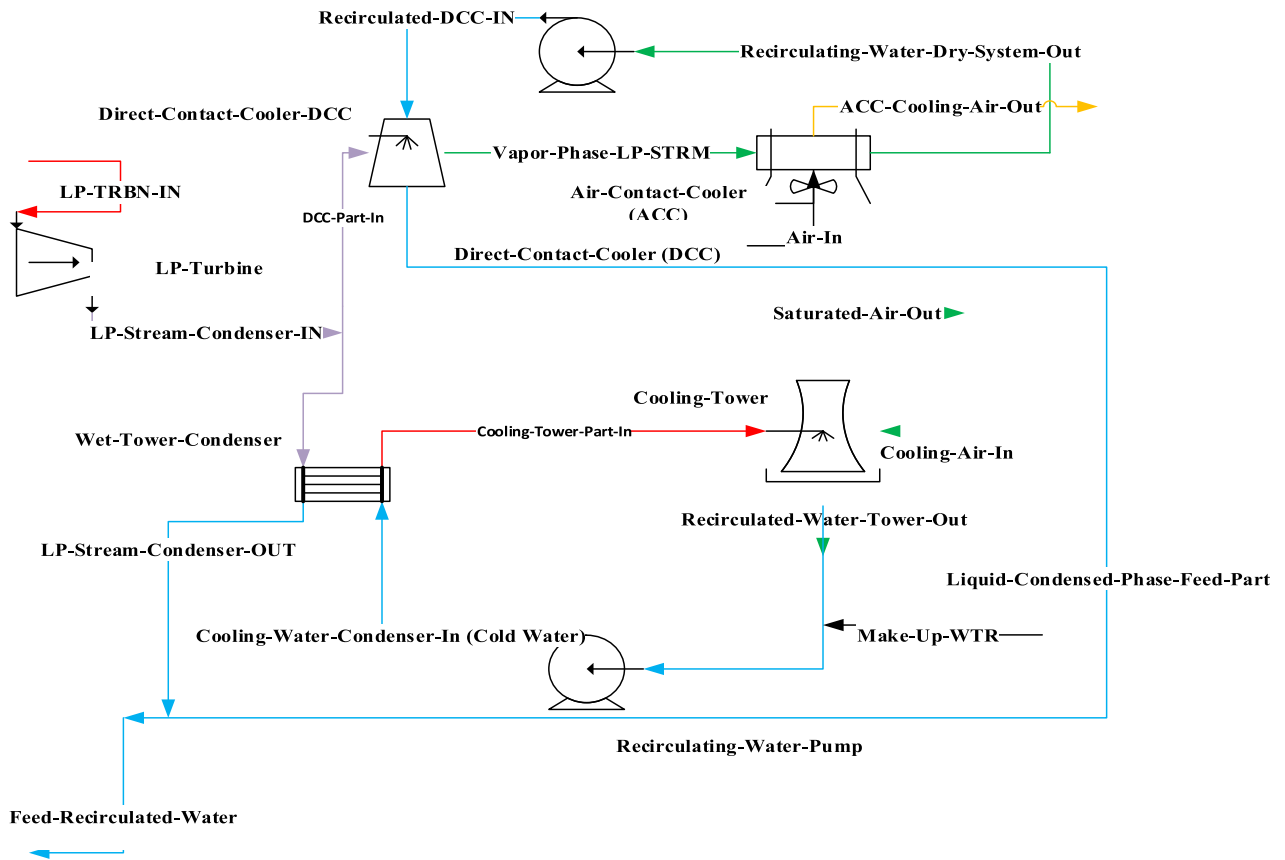 Recirculated-DCC-IN
Recirculating-Water-Dry-System-Out
Direct-Contact-Cooler-DCC
ACC-Cooling-Air-Out
Vapor-Phase-LP-STRM
LP-TRBN-IN
Air-Contact-Cooler
(ACC)
DCC-Part-In
Air-In
Direct-Contact-Cooler (DCC)
LP-Turbine
Saturated-Air-Out
LP-Stream-Condenser-IN
Cooling-Tower
Wet-Tower-Condenser
Cooling-Tower-Part-In
Cooling-Air-In
Recirculated-Water-Tower-Out
LP-Stream-Condenser-OUT
Liquid-Condensed-Phase-Feed-Part
Cooling-Water-Condenser-In (Cold Water)
Make-Up-WTR
Recirculating-Water-Pump
Feed-Recirculated-Water